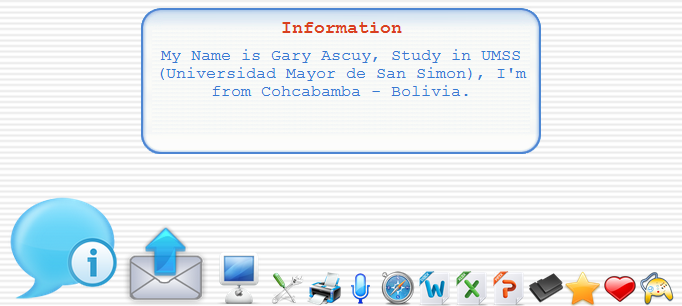 Information
My Name is Gary Ascuy, Study in UMSS
(Universidad Mayor de San Simon), I'm
from Cohcabamba - Bolivia.
i
W X P